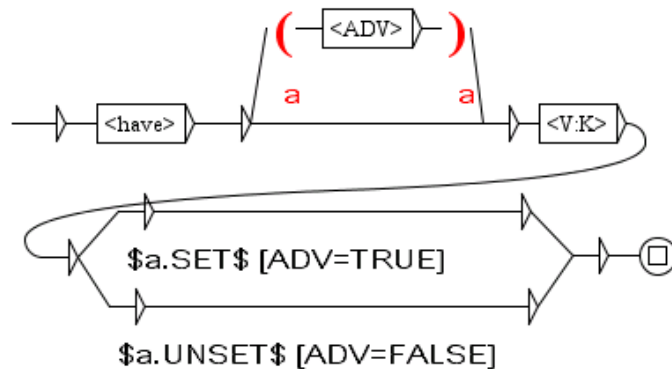 ( <ADV> )
a a
<have> <V:K>
$a.SET$ [ADV=TRUE]
$a.UNSET$ [ADV=FALSE]